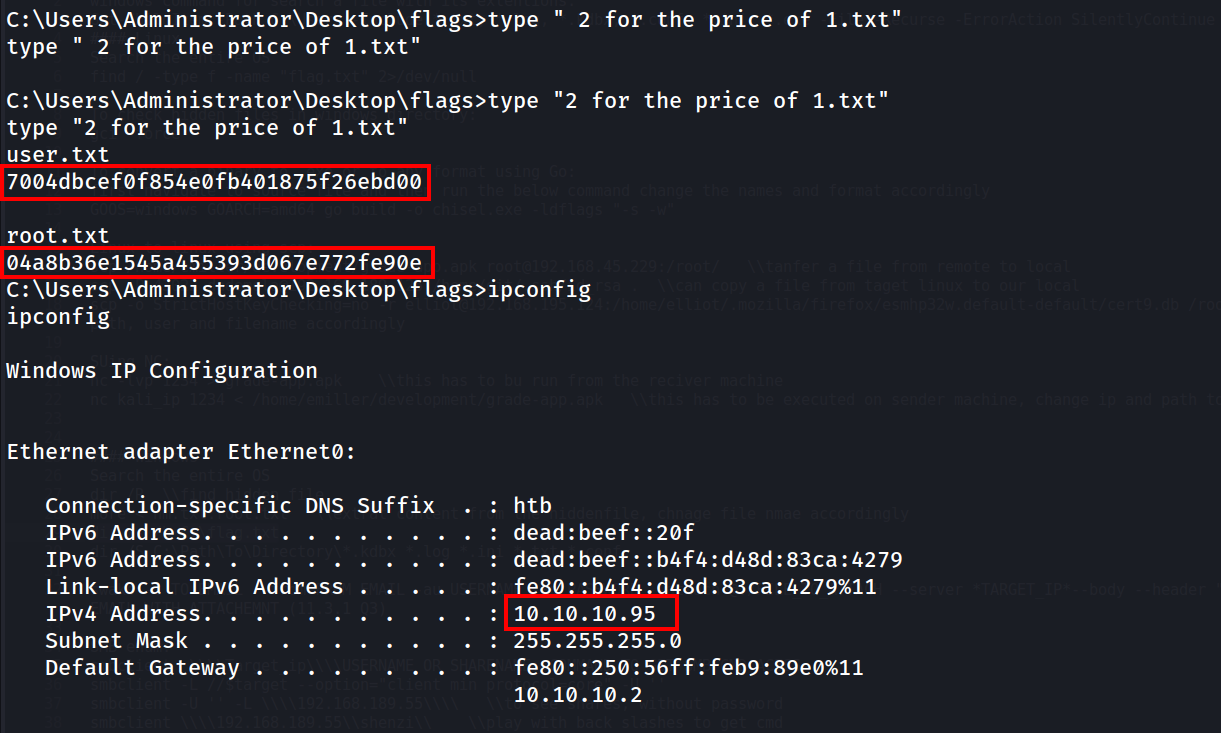 C:\Users\Administrator\Desktop\flags>type " 2 for the price of 1.txt"
type " 2 for the price of 1.txt"
C:\Users\Administrator\Desktop\flags>type "2 for the price of 1.txt"
type "2 for the price of 1.txt"
user.txt
7004dbcef0f854e0fb401875f26ebd00
root.txt
04a8b36e1545a455393d067e772fe90e
C:\Users\Administrator\Desktop\flags>ipconfig
ipconfig
Windows IP Configuration
Ethernet adapter Ethernet0:
Connection-specific DNS Suffix . : htb
IPv6 Address. . . . . . . . . . . : dead:beef::20f
IPv6 Address. . . . . . . . . . . : dead:beef::b4f4:d48d:83ca:4279
Link-local IPv6 Address . . . . . : fe80::b4f4:d48d:83ca:4279%11
IPv4 Address. . . . . . . . . . . : 10.10.10.95
Subnet Mask . . . . . . . . . . . : 255.255.255.0
Default Gateway . . . . . . . . . : fe80::250:56ff:feb9:89e0%11
10.10.10.2